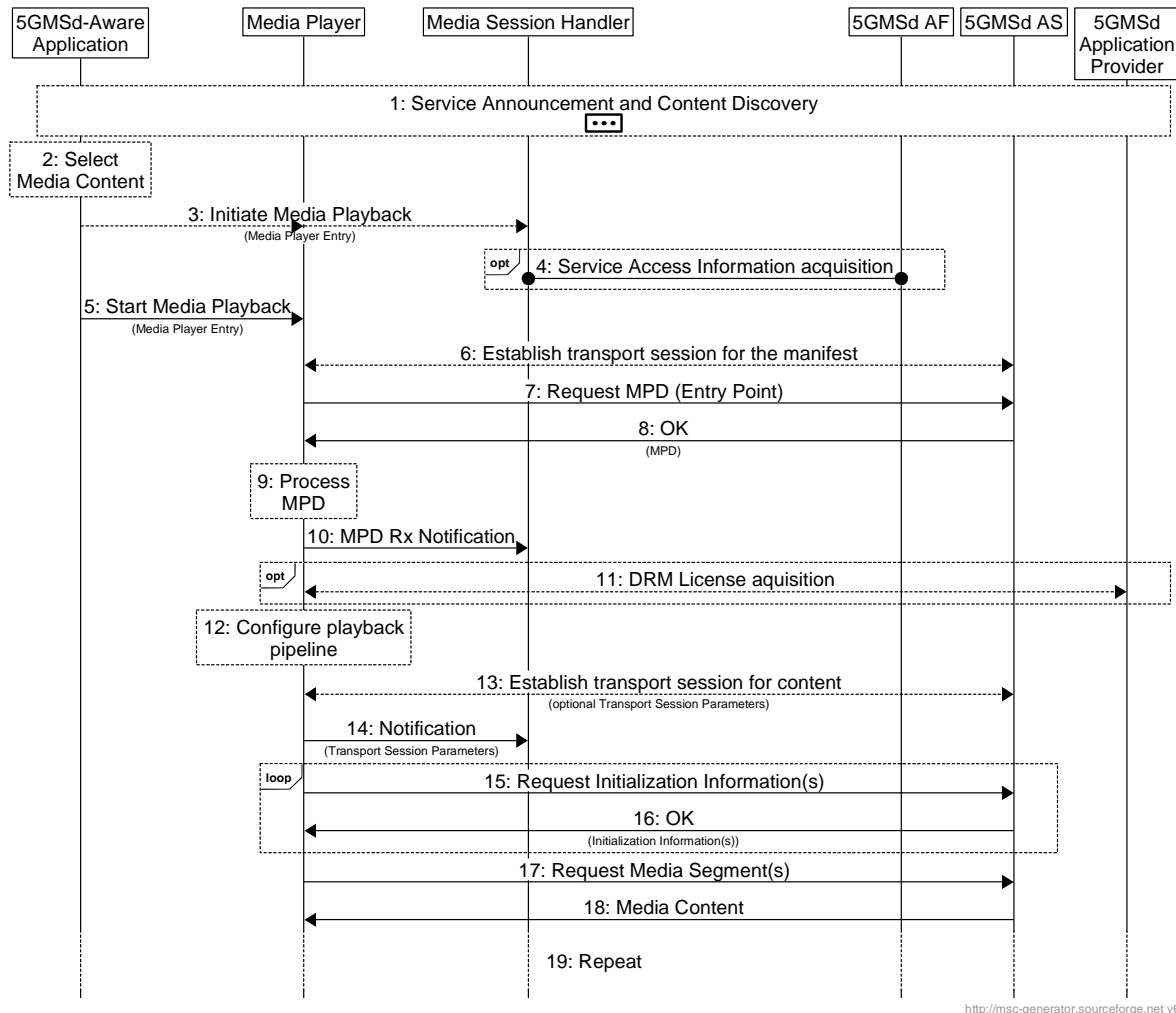 5GMSd-Aware
Application
Media Player
Media Session Handler
5GMSd AF
5GMSd AS
5GMSd
Application
Provider
1: Service Announcement and Content Discovery
2: Select
Media Content
3: Initiate Media Playback
(Media Player Entry)
opt
4: Service Access Information acquisition
5: Start Media Playback
(Media Player Entry)
6: Establish transport session for the manifest
7: Request MPD (Entry Point)
8: OK
(MPD)
9: Process
MPD
10: MPD Rx Notification
opt
11: DRM License aquisition
12: Configure playback
pipeline
13: Establish transport session for content
(optional Transport Session Parameters)
14: Notification
(Transport Session Parameters)
loop
15: Request Initialization Information(s)
16: OK
(Initialization Information(s))
17: Request Media Segment(s)
18: Media Content
19: Repeat
http://msc-generator.sourceforge.net v6